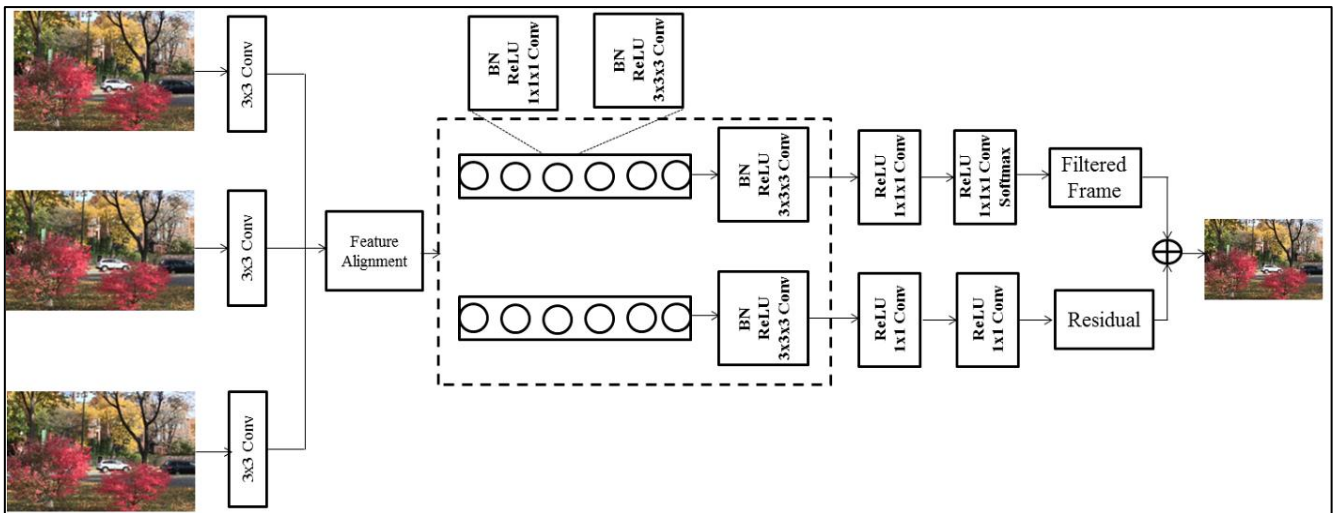 3x3 Conv
3x3 Conv
3x3 Conv
Feature
Alignment
BN
ReLU
1x1x1 Conv
BN
ReLU
3x3x3 Conv
BN
ReLU
3x3x3 Conv
ReLU
1x1x1 Conv
ReLU
1x1x1 Conv
Softmax
Filtered
Frame
BN
ReLU
3x3x3 Conv
ReLU
1x1 Conv
ReLU
1x1 Conv
Residual